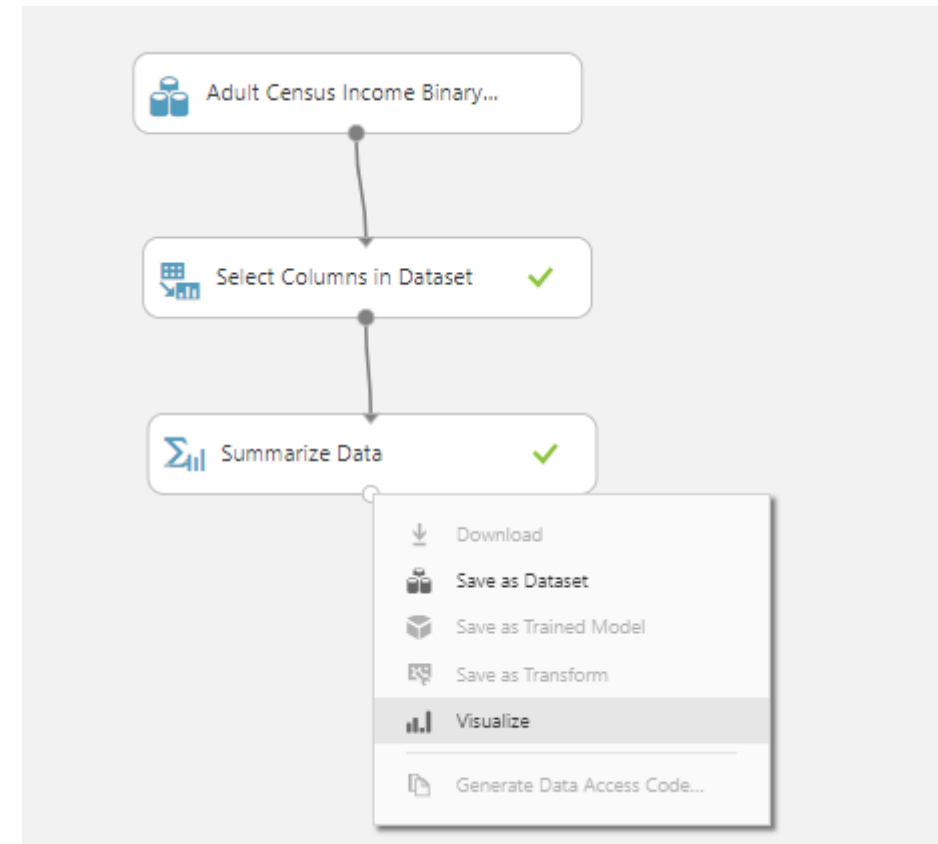 Adult Census Income Binary...
Select Columns in Dataset
Summarize Data
Download
Save as Dataset
Save as Trained Model
Save as Transform
Visualize
Generate Data Access Code...